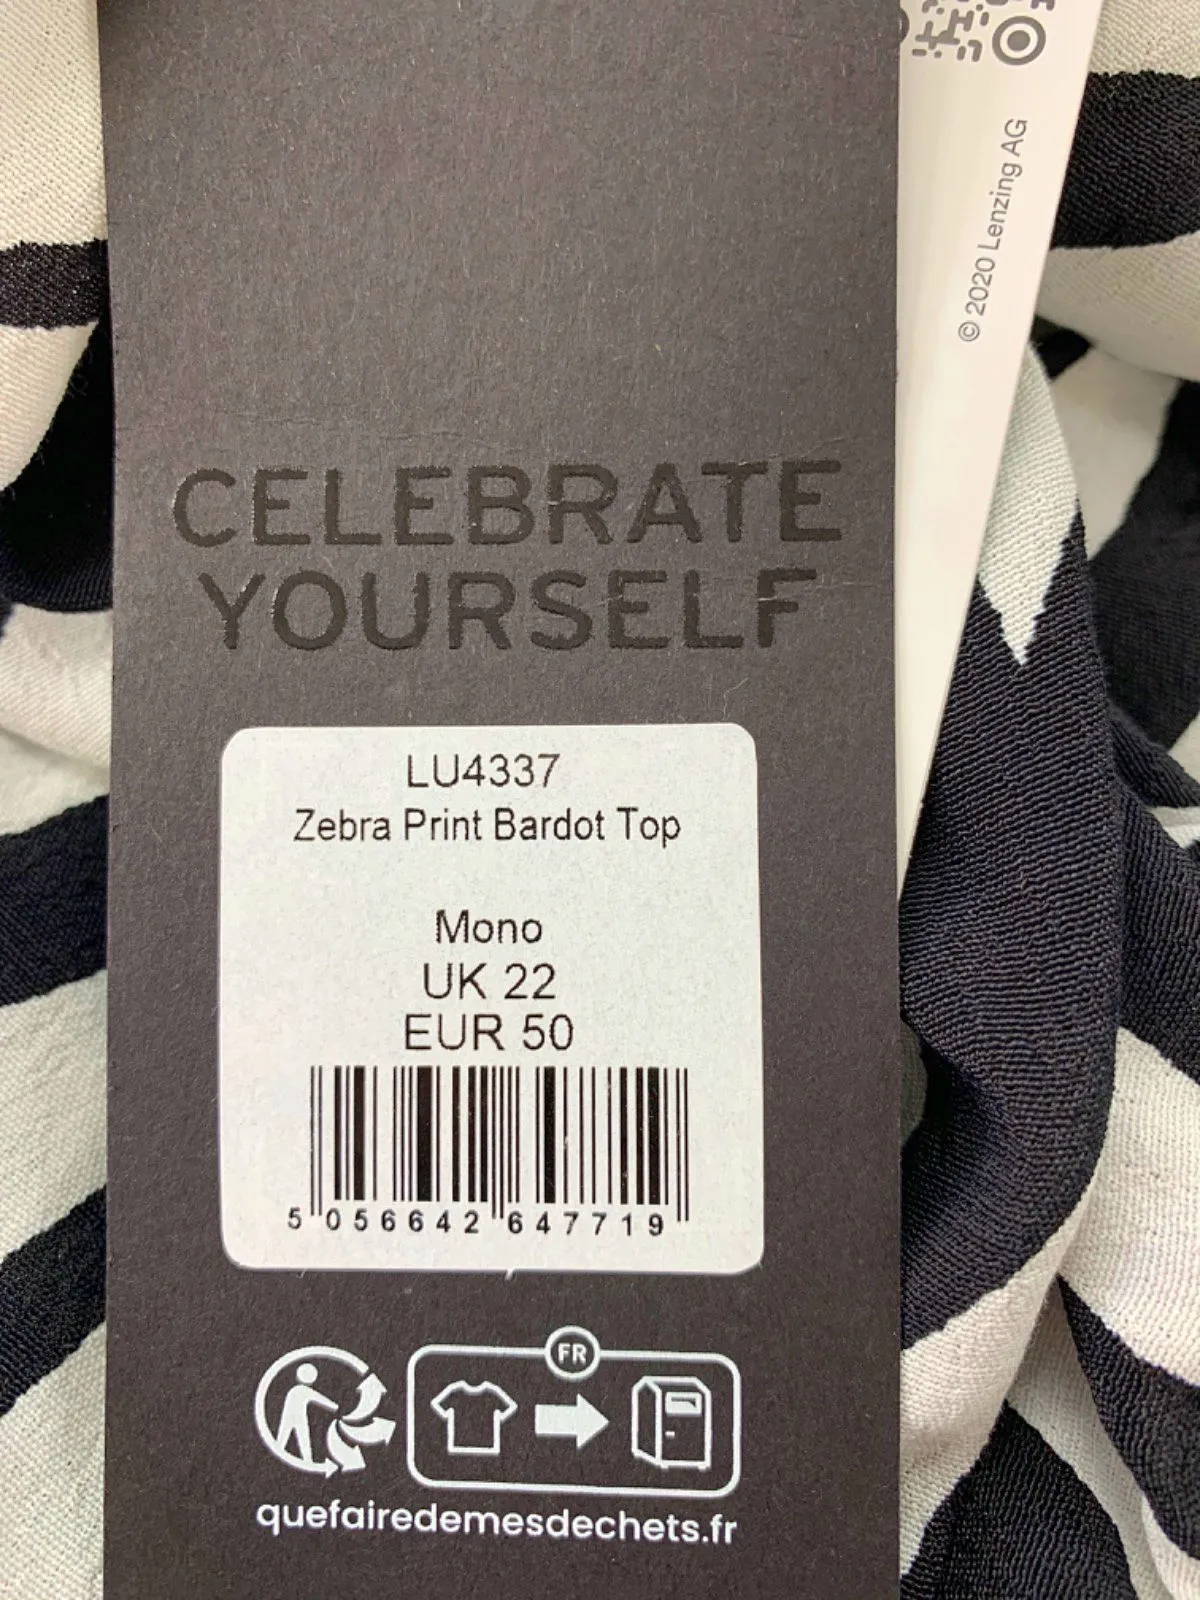 © 2020 Lenzing AG
CELEBRATE
YOURSELF
LU4337
Zebra Print Bardot Top
Mono
UK 22
EUR 50
5 056642 647719
FR
quefairedemesdechets.fr